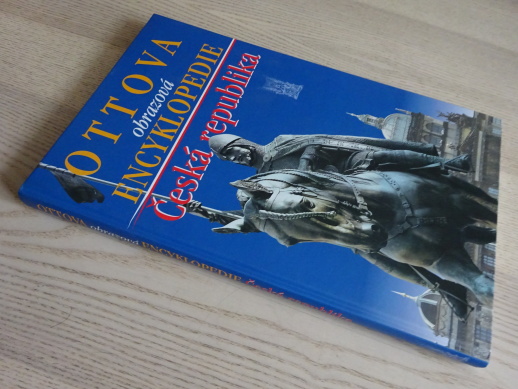 OTTOVA
obrazová
ENCYKLOPEDIE
Česká republika
OTTOVA obrazová ENCYKLOPEDIE Česká republika